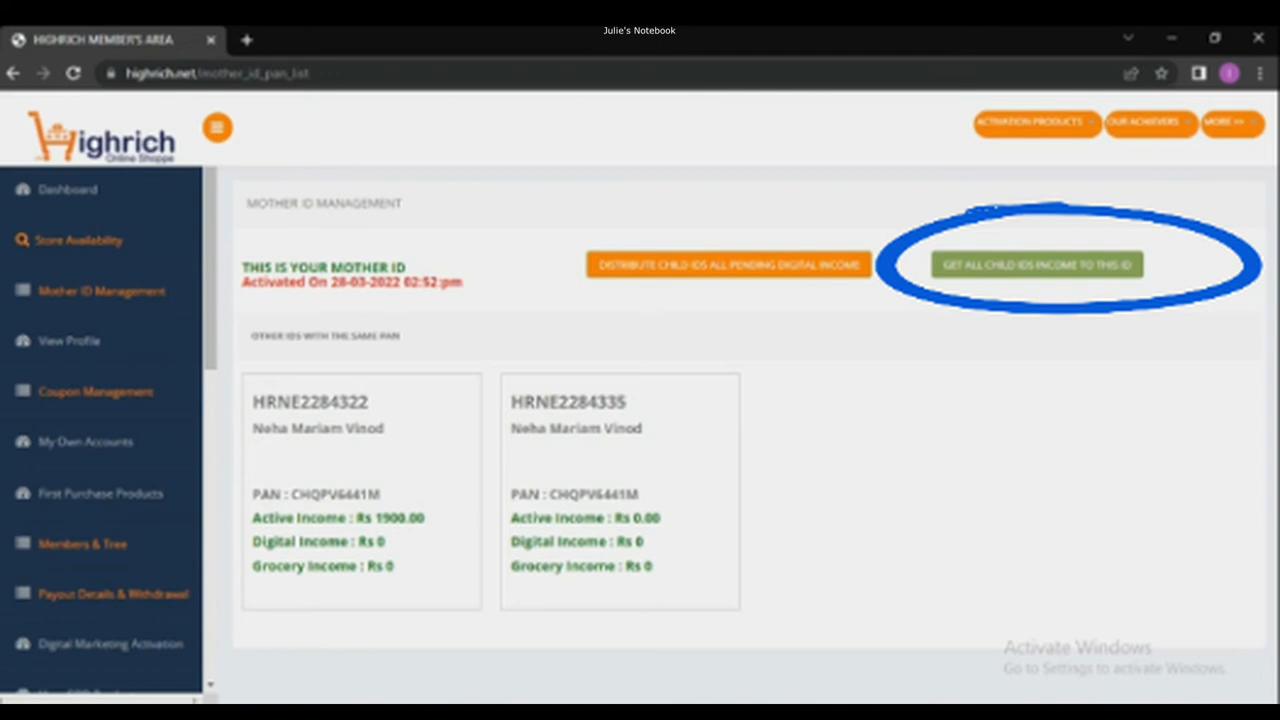 Julie's Notebook
HIGHRICH MEMBER'S AREA
highrich.net/mother_id_pan_list
Highrich
Online Shoppe
ACTIVATION PRODUCTS
OUR ACHIEVERS
MORE >>
Dashboard
Store Availability
Mother ID Management
View Profile
Coupon Management
My Own Accounts
First Purchase Products
Members & Tree
Payout Details & Withdrawal
Digital Marketing Activation
MOTHER ID MANAGEMENT
THIS IS YOUR MOTHER ID
Activated On 28-03-2022 02:52:pm
DISTRIBUTE CHILD IDS ALL PENDING DIGITAL INCOME
GET ALL CHILD IDS INCOME TO THIS ID
OTHER IDS WITH THE SAME PAN
HRNE2284322
Neha Mariam Vinod
PAN : CHQPV6441M
Active Income : Rs 1900.00
Digital Income : Rs 0
Grocery Income : Rs 0
HRNE2284335
Neha Mariam Vinod
PAN : CHQPV6441M
Active Income : Rs 0.00
Digital Income : Rs 0
Grocery Income : Rs 0
Activate Windows
Go to Settings to activate Windows.